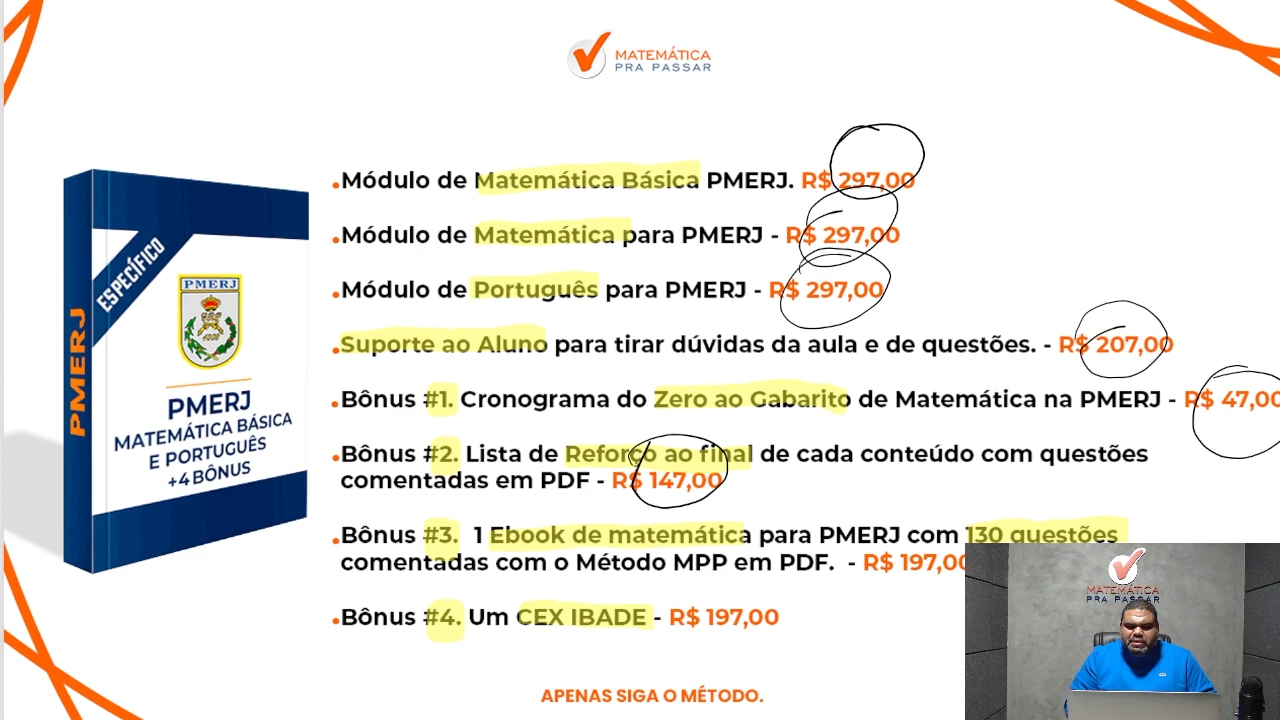 MATEMÁTICA
PRA PASSAR
.Módulo de Matemática Básica PMERJ. R$ 297,00
.Módulo de Matemática para PMERJ - R$ 297,00
.Módulo de Português para PMERJ - R$ 297,00
.Suporte ao Aluno para tirar dúvidas da aula e de questões. - R$ 207,00
.Bônus #1. Cronograma do Zero ao Gabarito de Matemática na PMERJ - R$ 47,00
.Bônus #2. Lista de Reforço ao final de cada conteúdo com questões
comentadas em PDF - R$ 147,00
.Bônus #3. 1 Ebook de matemática para PMERJ com 130 questões
comentadas com o Método MPP em PDF. - R$ 197,00
.Bônus #4. Um CEX IBADE - R$ 197,00
APENAS SIGA O MÉTODO.
PMERJ
ESPECÍFICO
PMERJ
PMERJ
MATEMÁTICA BÁSICA
E PORTUGUÊS
+4 BÔNUS
MATEMÁTICA
PRA PASSAR